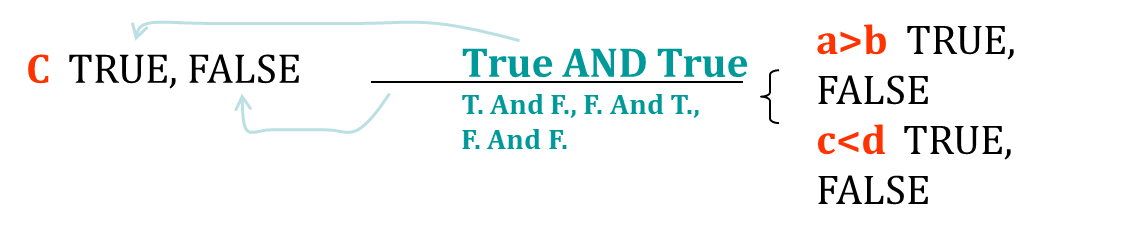 C TRUE, FALSE
True AND True
T. And F., F. And T.,
F. And F.
a>b TRUE,
FALSE
c<d TRUE,
FALSE